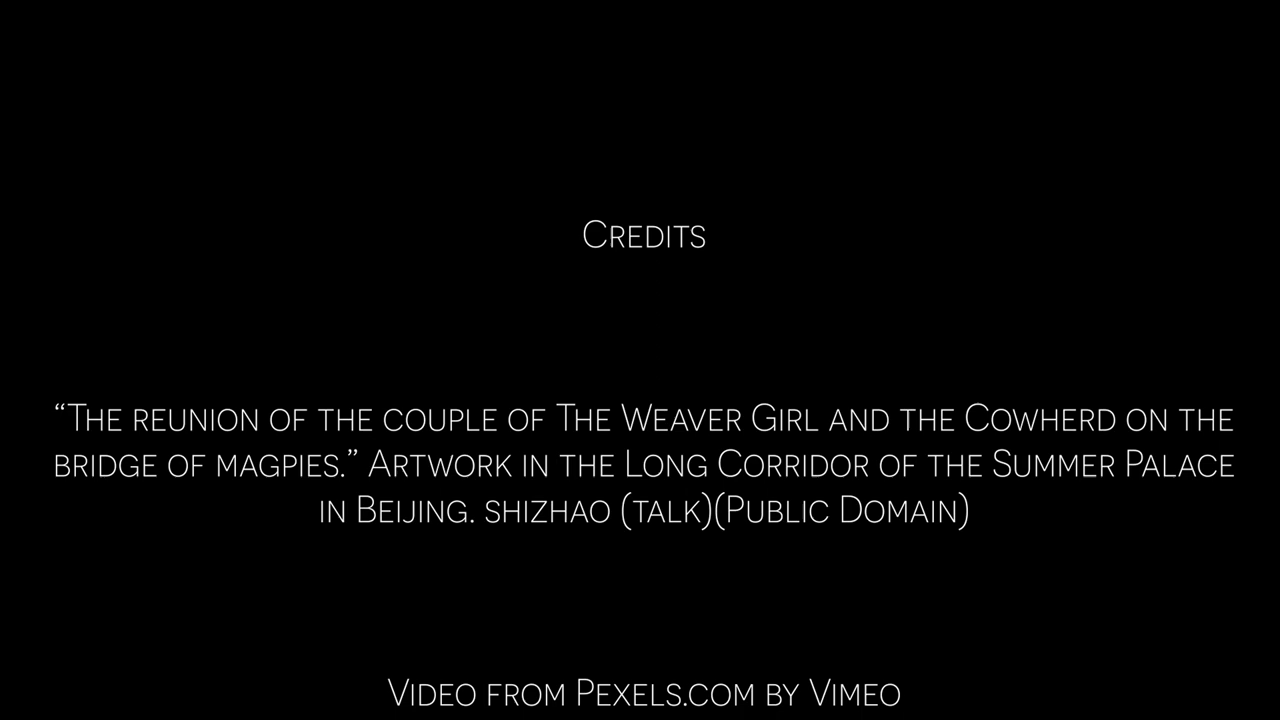 Credits
“The reunion of the couple of The Weaver Girl and the Cowherd on the
bridge of magpies.” Artwork in the Long Corridor of the Summer Palace
in Beijing. shizhao (talk)(Public Domain)
Video from Pexels.com by Vimeo